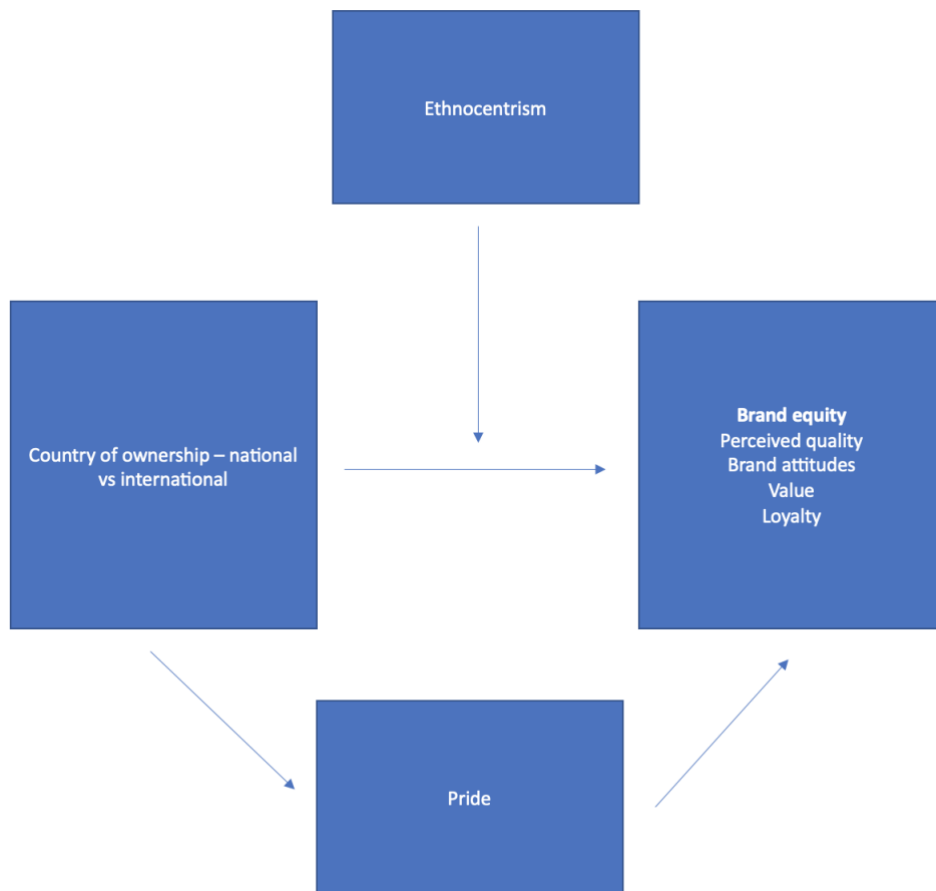 Ethnocentrism
Country of ownership – national
vs international
Brand equity
Perceived quality
Brand attitudes
Value
Loyalty
Pride